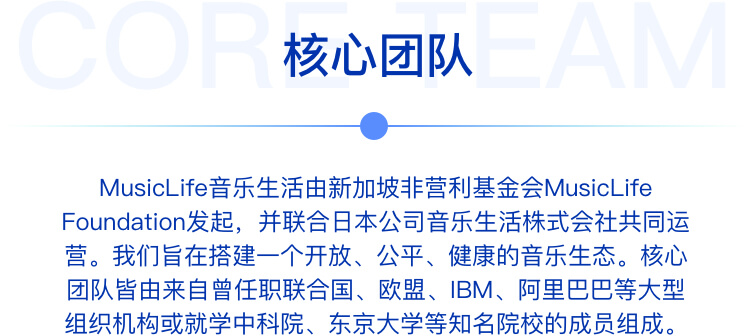 CORE TEAM
核心团队
MusicLife音乐生活由新加坡非营利基金会MusicLife
Foundation发起，并联合日本公司音乐生活株式会社共同运
营。我们旨在搭建一个开放、公平、健康的音乐生态。核心
团队皆由来自曾任职联合国、欧盟、IBM、阿里巴巴等大型
组织机构或就学中科院、东京大学等知名院校的成员组成。